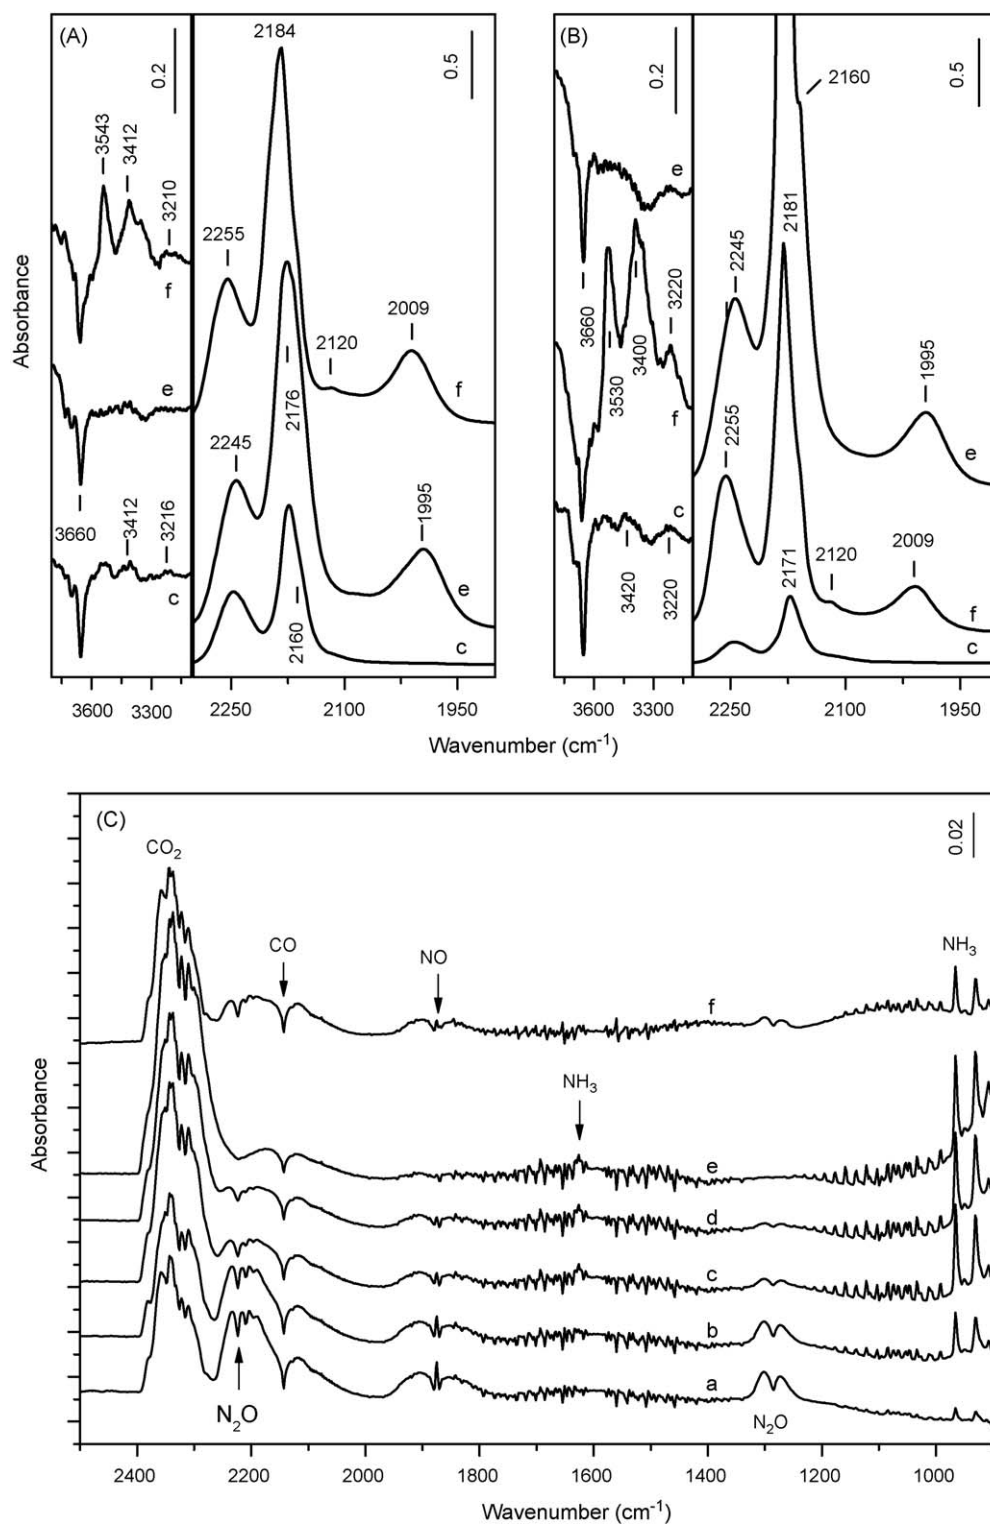 (A)
0.2
2184
0.5
3543
3412
3210
2255
2120
2009
f
f
e
2176
2245
1995
3660
3412
3216
c
2160
e
c
3600
3300
2250
2100
1950
(B)
0.2
2160
0.5
e
2181
2245
3660
3220
3530
3400
f
2255
1995
e
c
3420
3220
2171
2120
2009
f
c
3600
3300
2250
2100
1950
Absorbance
Wavenumber (cm⁻¹)
(C)
0.02
CO₂
CO
NO
f
NH₃
NH₃
e
d
c
b
a
N₂O
N₂O
Absorbance
2400
2200
2000
1800
1600
1400
1200
1000
Wavenumber (cm⁻¹)